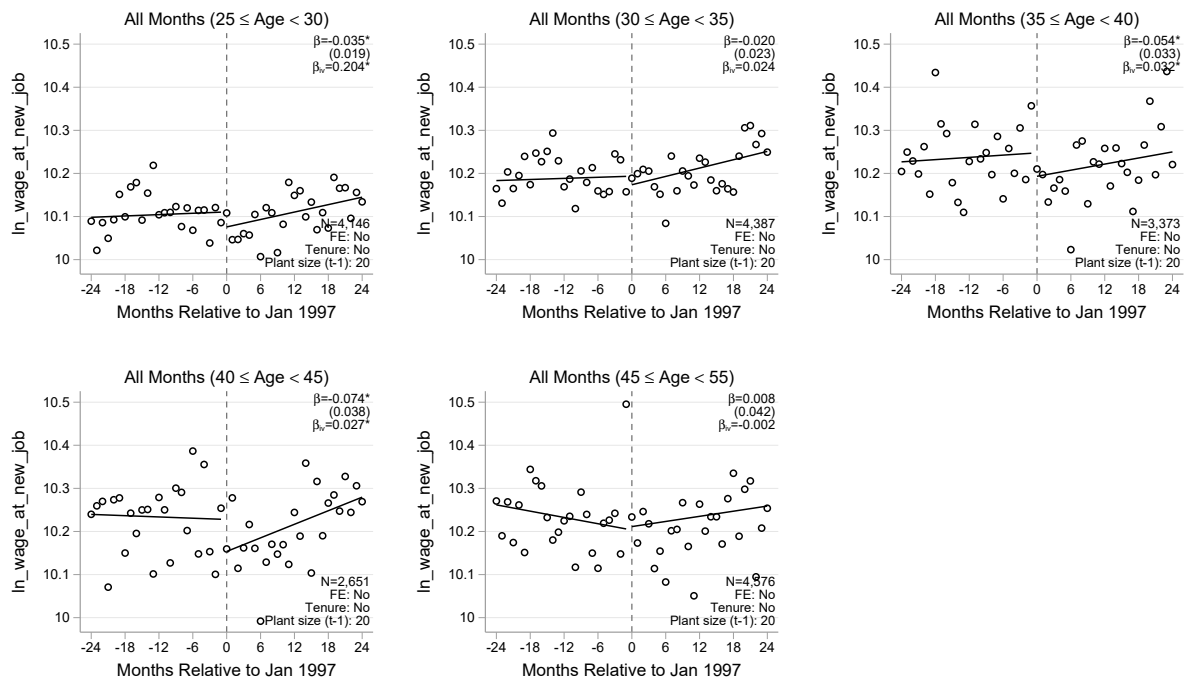 All Months (25 ≤ Age < 30)
β=-0.035*
(0.019)
βiv=0.204*
ln_wage_at_new_job
10.5
10.4
10.3
10.2
10.1
10
N=4,146
FE: No
Tenure: No
Plant size (t-1): 20
-24 -18 -12 -6 0 6 12 18 24
Months Relative to Jan 1997
All Months (30 ≤ Age < 35)
β=-0.020
(0.023)
βiv=0.024
ln_wage_at_new_job
10.5
10.4
10.3
10.2
10.1
10
N=4,387
FE: No
Tenure: No
Plant size (t-1): 20
-24 -18 -12 -6 0 6 12 18 24
Months Relative to Jan 1997
All Months (35 ≤ Age < 40)
β=-0.054*
(0.033)
βiv=0.032*
ln_wage_at_new_job
10.5
10.4
10.3
10.2
10.1
10
N=3,373
FE: No
Tenure: No
Plant size (t-1): 20
-24 -18 -12 -6 0 6 12 18 24
Months Relative to Jan 1997
All Months (40 ≤ Age < 45)
β=-0.074*
(0.038)
βiv=0.027*
ln_wage_at_new_job
10.5
10.4
10.3
10.2
10.1
10
N=2,651
FE: No
Tenure: No
Plant size (t-1): 20
-24 -18 -12 -6 0 6 12 18 24
Months Relative to Jan 1997
All Months (45 ≤ Age < 55)
β=0.008
(0.042)
βiv=-0.002
ln_wage_at_new_job
10.5
10.4
10.3
10.2
10.1
10
N=4,576
FE: No
Tenure: No
Plant size (t-1): 20
-24 -18 -12 -6 0 6 12 18 24
Months Relative to Jan 1997